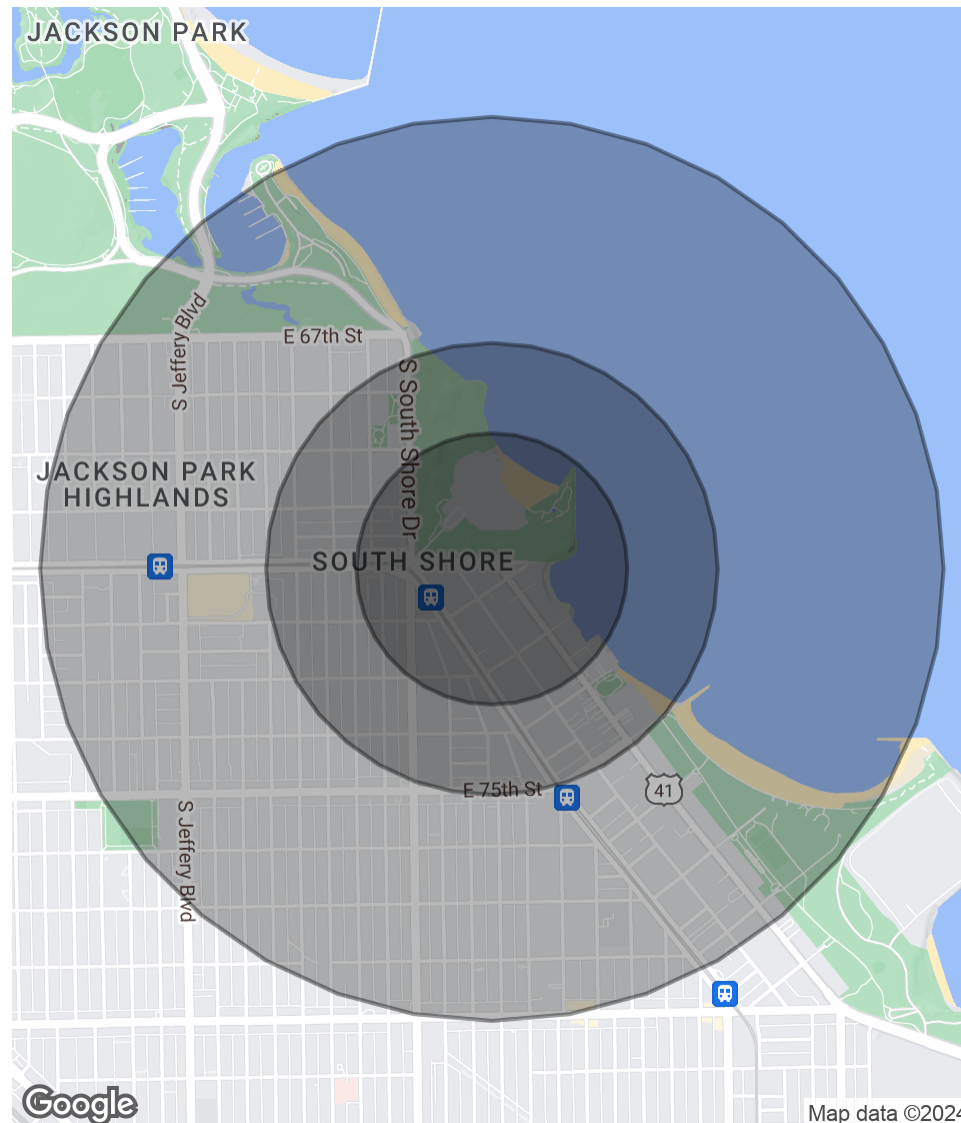 JACKSON PARK
S Jeffery Blvd
E 67th St
S South Shore Dr
JACKSON PARK
HIGHLANDS
SOUTH SHORE
E 75th St
41
S Jeffery Blvd
Google
Map data ©2024